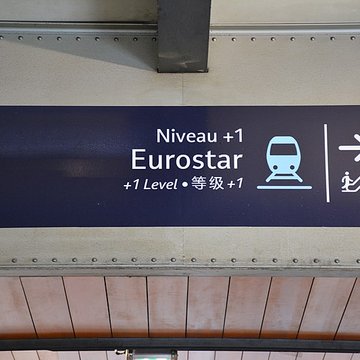 Niveau +1
Eurostar
+1 Level • 等级 +1